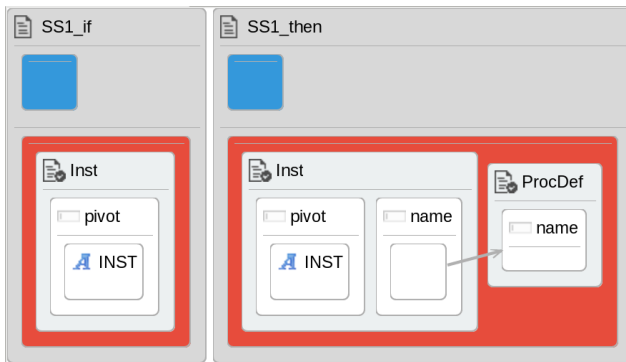 SS1_if
SS1_then
Inst
Inst
ProcDef
pivot
pivot
name
name
INST
INST